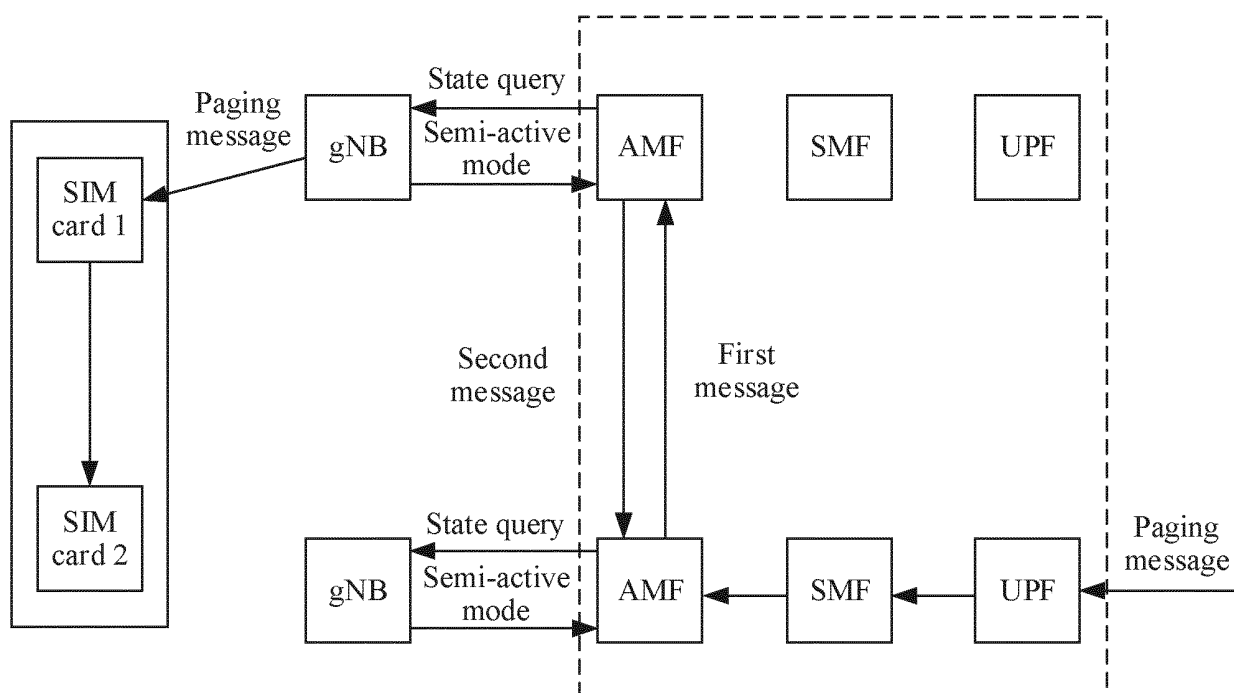 State query
Paging
message
gNB
Semi-active
mode
AMF
SMF
UPF
SIM
card 1
Second
message
First
message
SIM
card 2
State query
gNB
Semi-active
mode
AMF
SMF
UPF
Paging
message